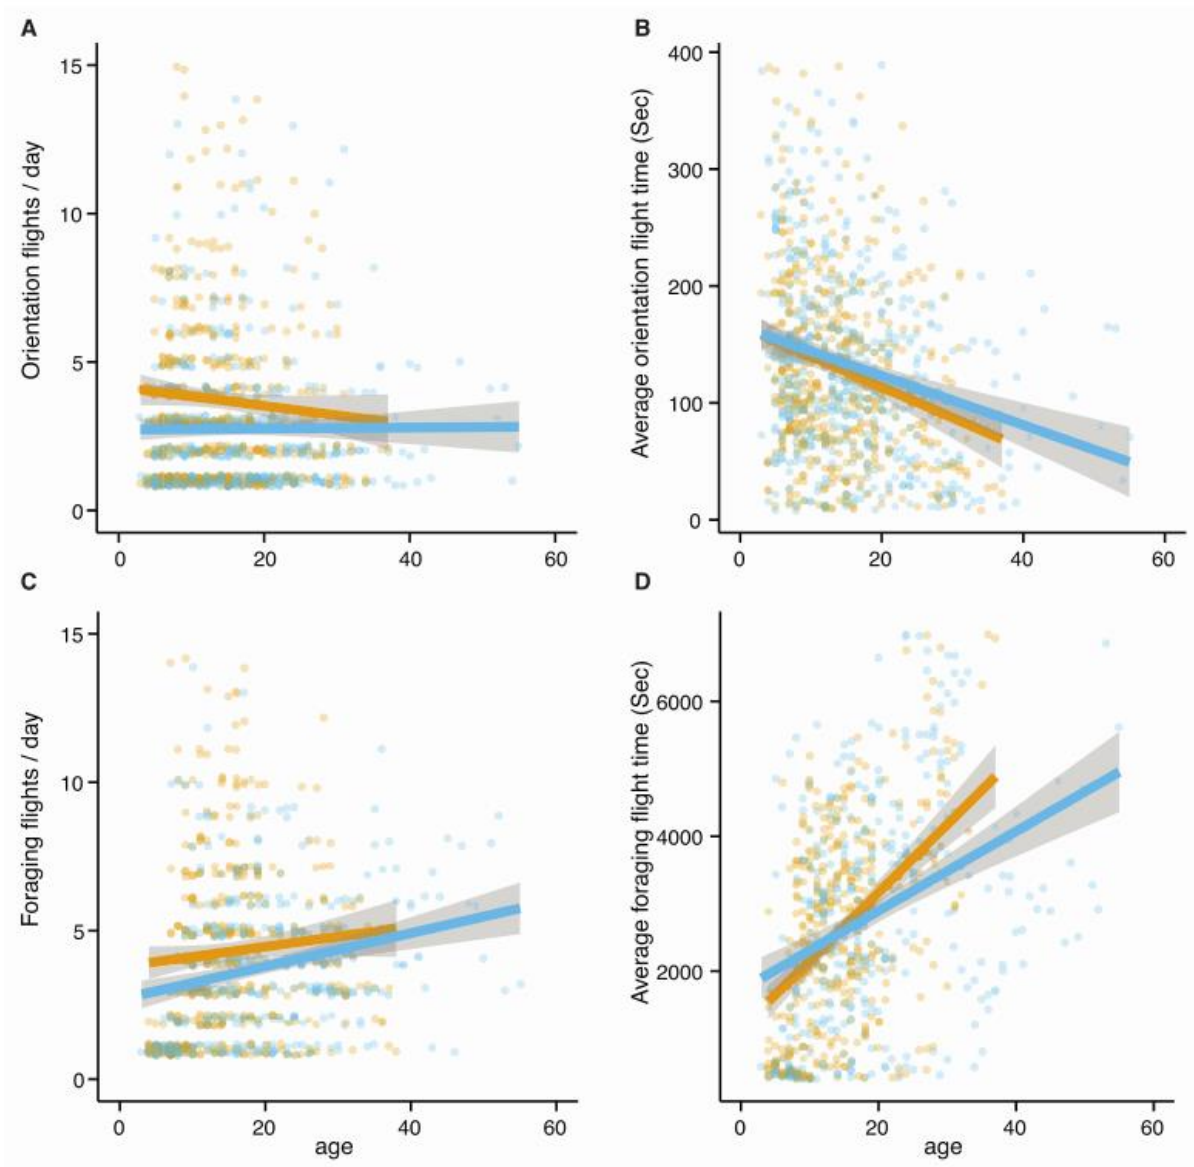 A
Orientation flights / day
15
10
5
0
0 20 40 60
B
Average orientation flight time (Sec)
400
300
200
100
0
0 20 40 60
C
Foraging flights / day
15
10
5
0
0 20 40 60
age
D
Average foraging flight time (Sec)
6000
4000
2000
0 20 40 60
age